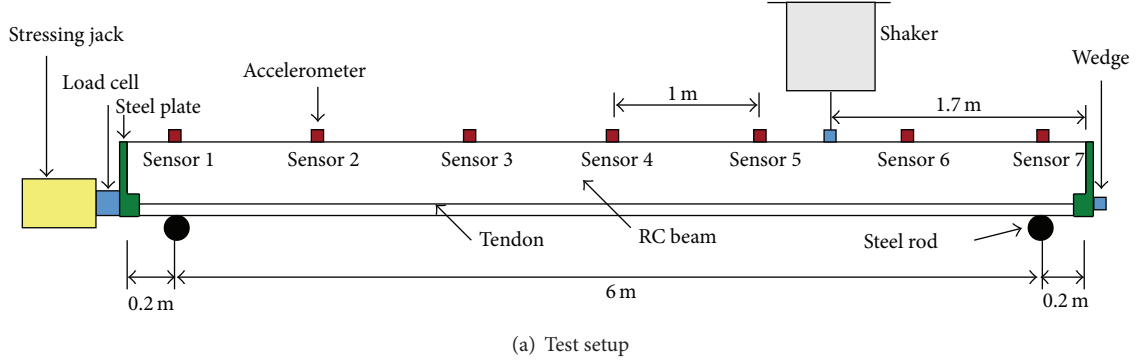 Stressing jack
Load cell
Steel plate
Accelerometer
1 m
Shaker
Wedge
1.7 m
Sensor 1
Sensor 2
Sensor 3
Sensor 4
Sensor 5
Sensor 6
Sensor 7
Tendon
RC beam
Steel rod
0.2 m
6 m
0.2 m
(a) Test setup